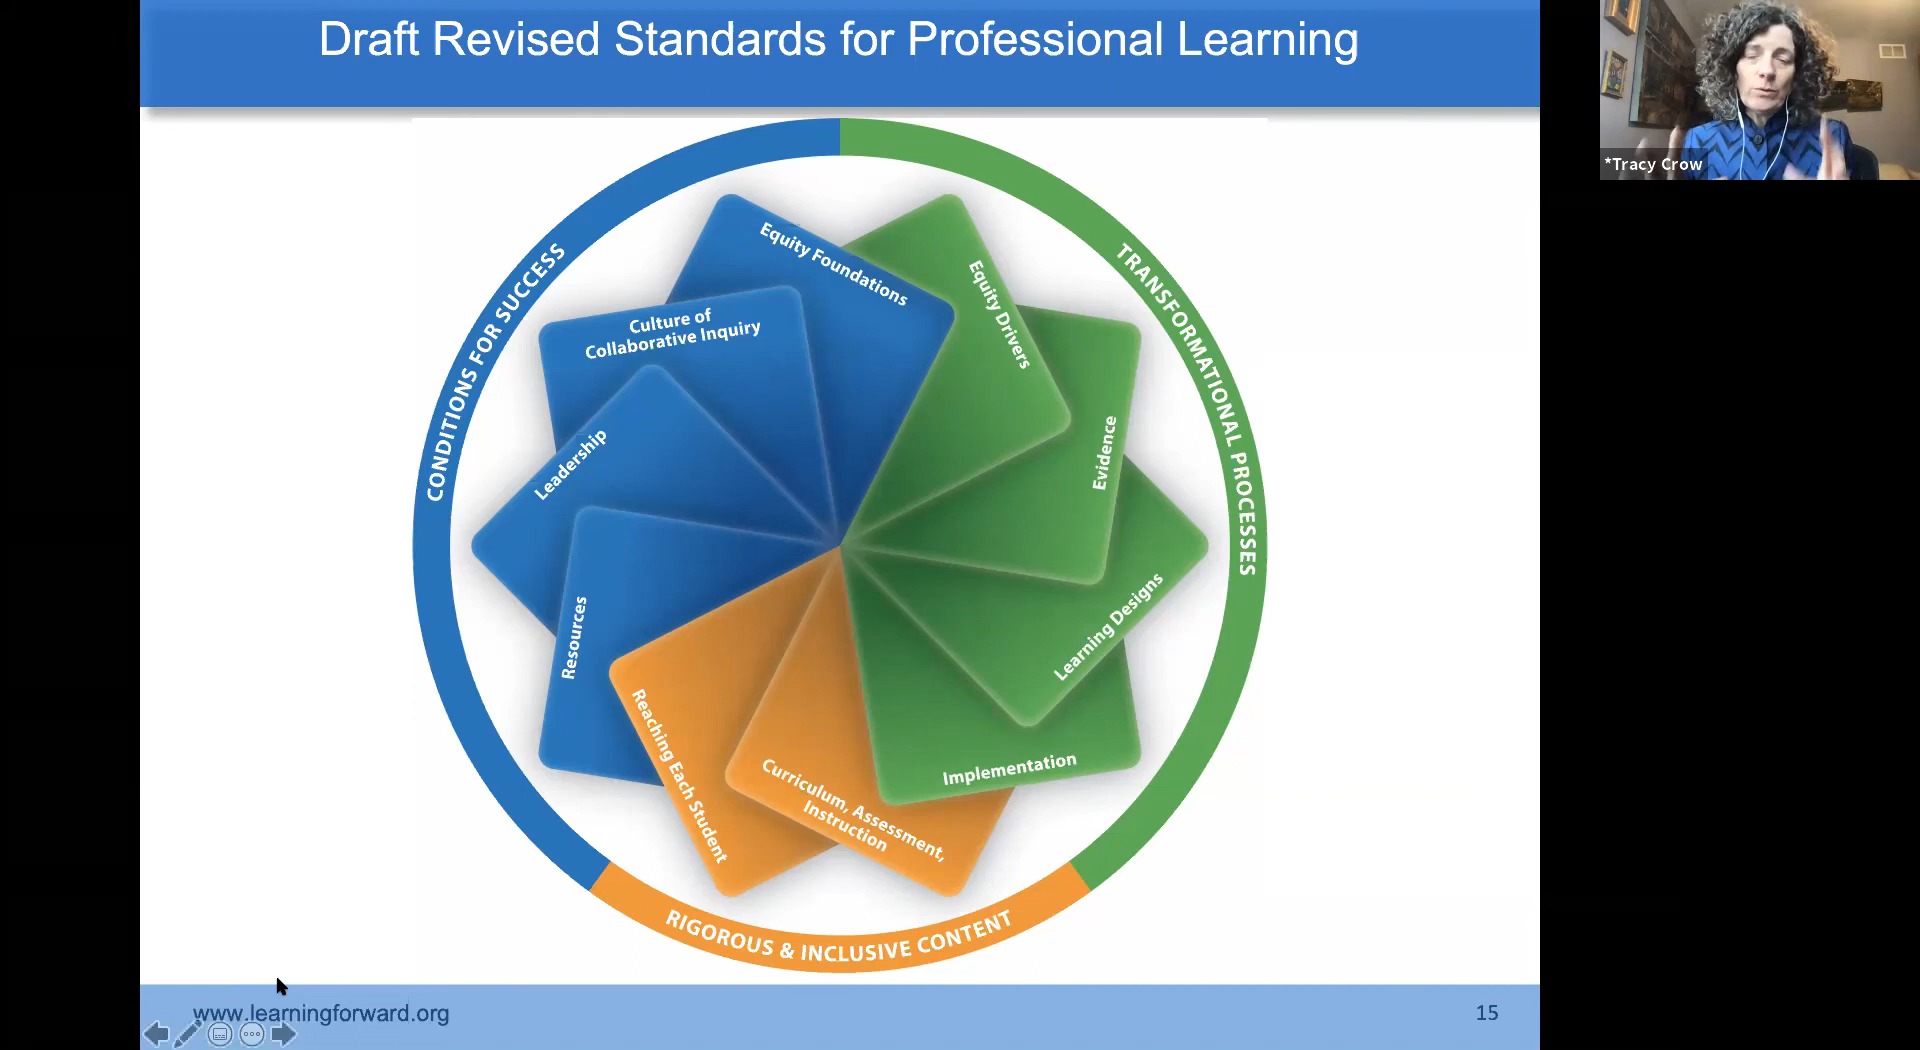 Draft Revised Standards for Professional Learning
*Tracy Crow
CONDITIONS FOR SUCCESS
TRANSFORMATIONAL PROCESSES
Equity Foundations
Equity Drivers
Culture of
Collaborative Inquiry
Evidence
Leadership
Learning Designs
Resources
Reaching Each Student
Curriculum, Assessment,
Instruction
Implementation
RIGOROUS & INCLUSIVE CONTENT
www.learningforward.org
15